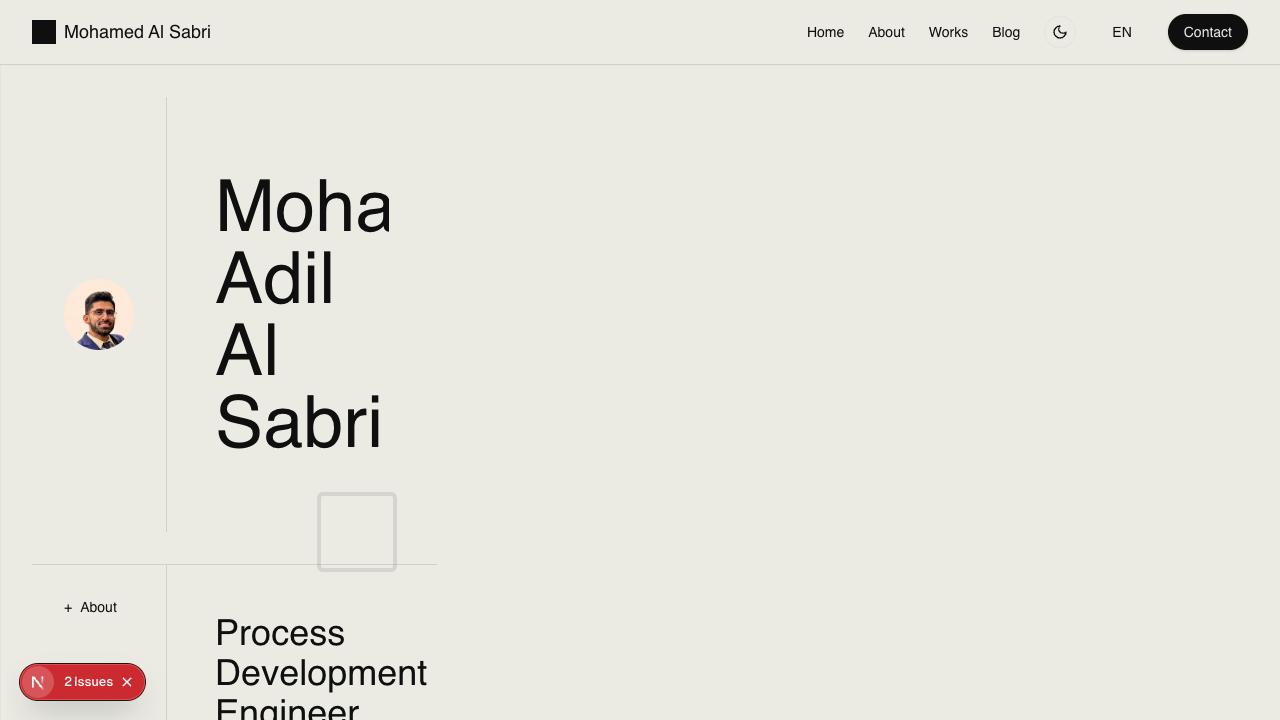 Mohamed Al Sabri
Home
About
Works
Blog
EN
Contact
Moha
Adil
Al
Sabri
+ About
Process
Development
Engineer
2 Issues